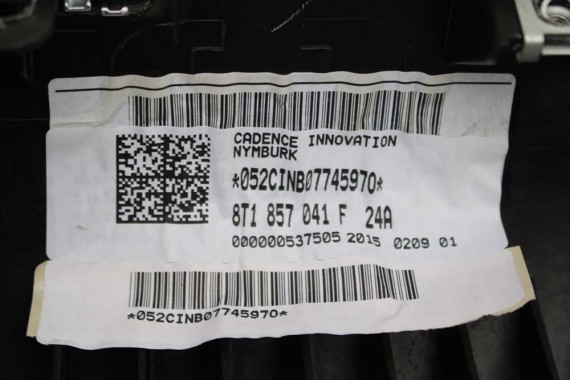 CADENCE INNOVATION
NYMBURK
*052CINB07745970*
8T1 857 041 F 24A
000000537505 2015 0209 01
*052CINB07745970*